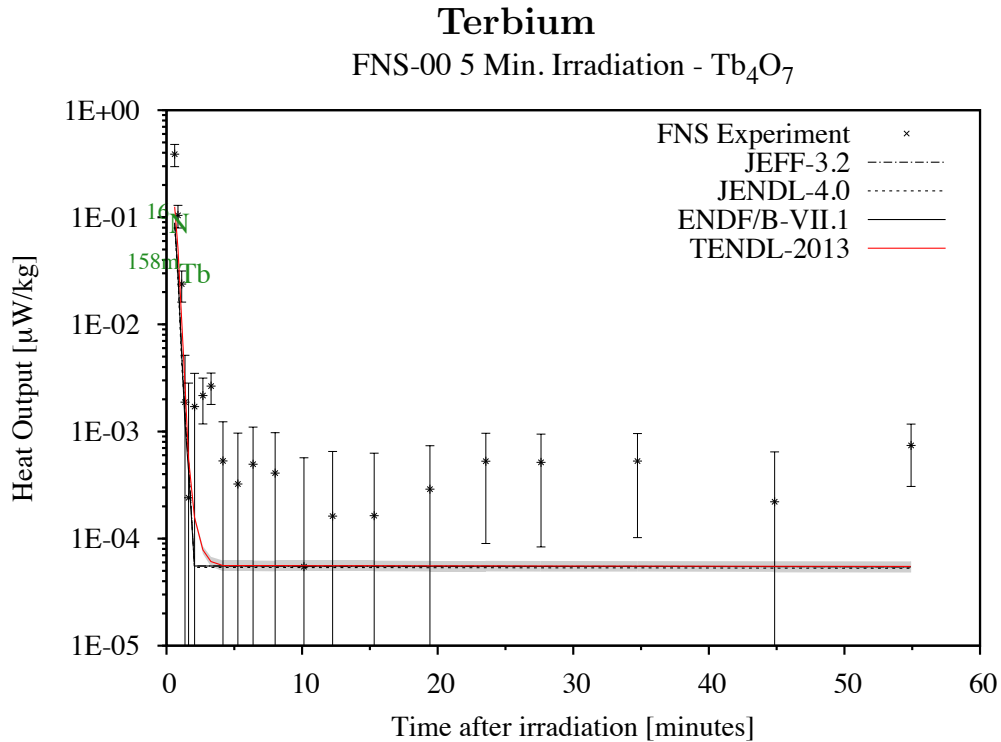 Terbium
FNS-00 5 Min. Irradiation - Tb₄O₇
Heat Output [µW/kg]
1E+00
1E-01
1E-02
1E-03
1E-04
1E-05
FNS Experiment
JEFF-3.2
JENDL-4.0
ENDF/B-VII.1
TENDL-2013
¹⁶N
¹⁵⁸ᵐTb
0 10 20 30 40 50 60
Time after irradiation [minutes]